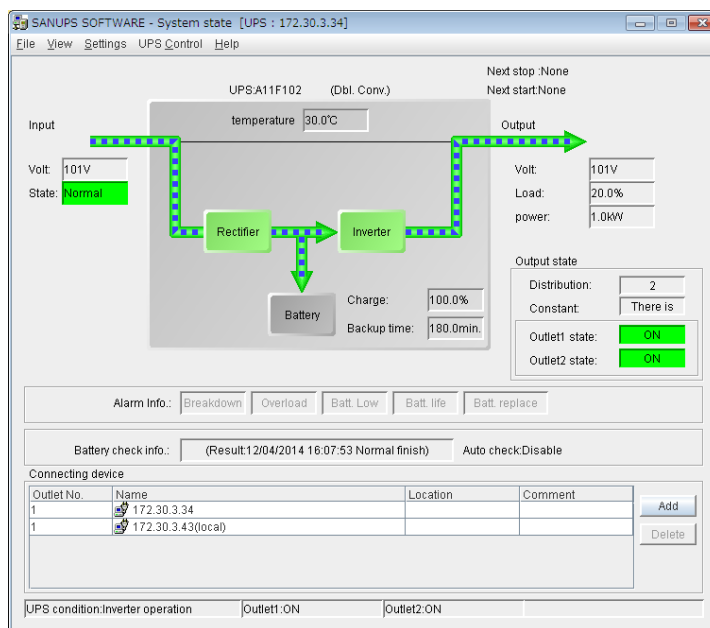 SANUPS SOFTWARE - System state [UPS : 172.30.3.34]
File View Settings UPS Control Help
Next stop :None
UPS:A11F102 (Dbl. Conv.) Next start:None
temperature 30.0℃
Input
Output
Volt: 101V
State: Normal
Volt: 101V
Load: 20.0%
power: 1.0kW
Rectifier
Inverter
Battery
Charge: 100.0%
Backup time: 180.0min.
Output state
Distribution: 2
Constant: There is
Outlet1 state: ON
Outlet2 state: ON
Alarm Info.: Breakdown Overload Batt. Low Batt. life Batt. replace
Battery check info.: (Result:12/04/2014 16:07:53 Normal finish) Auto check:Disable
Connecting device
Outlet No. Name Location Comment
1 172.30.3.34
1 172.30.3.43(local)
Add
Delete
UPS condition:Inverter operation Outlet1:ON Outlet2:ON